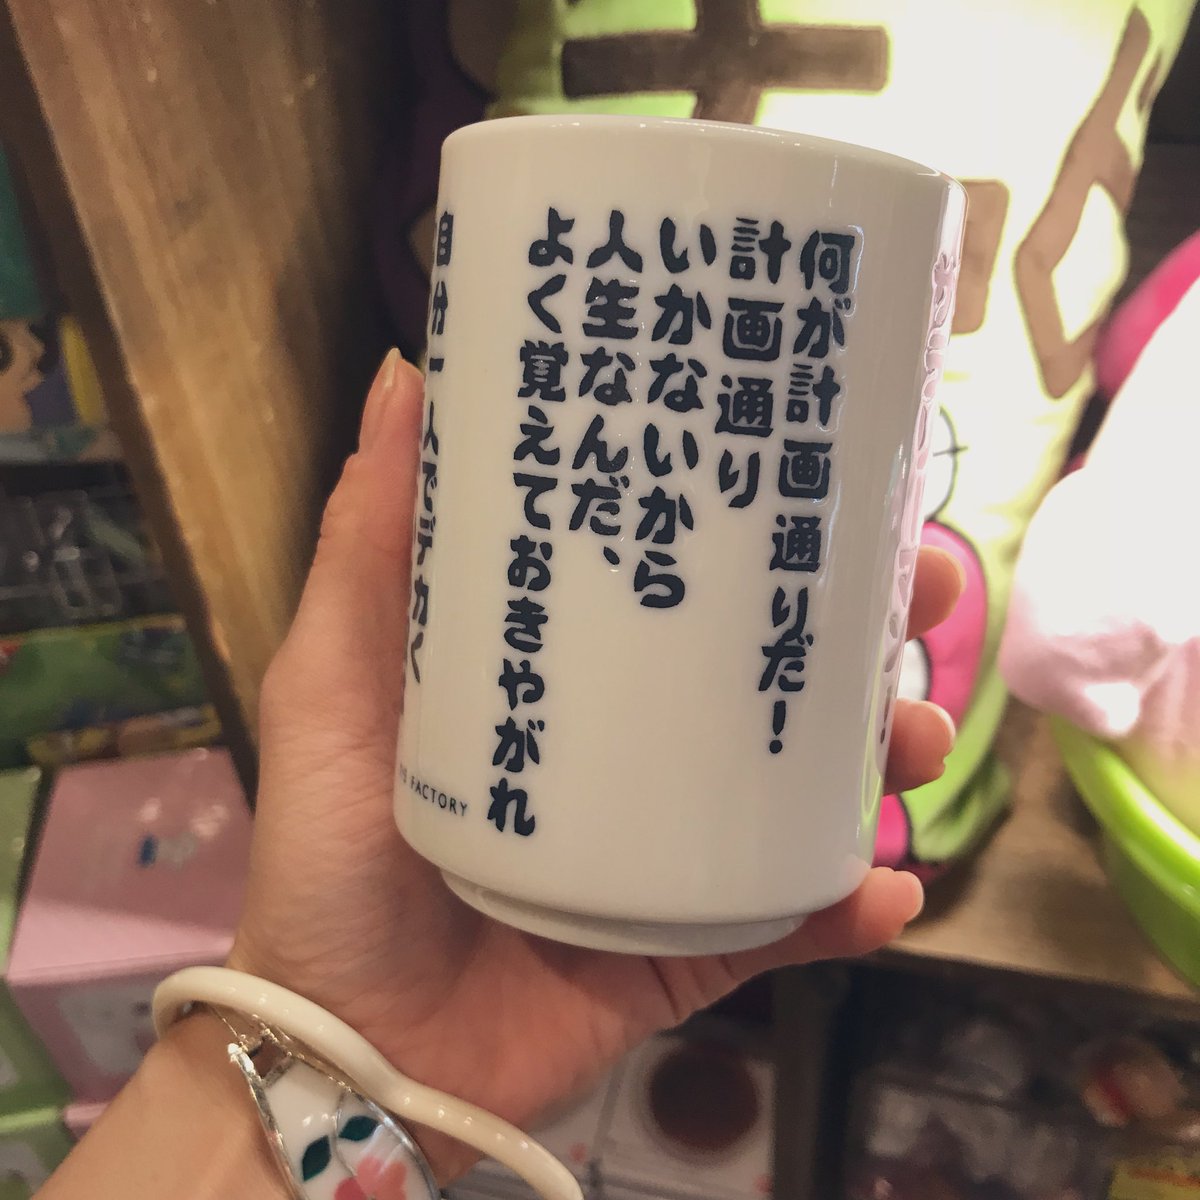 何が計画通りだ!
計画通り
いかないから
人生なんだ、
よく覚えておきやがれ
自分一人でデカく
FACTORY